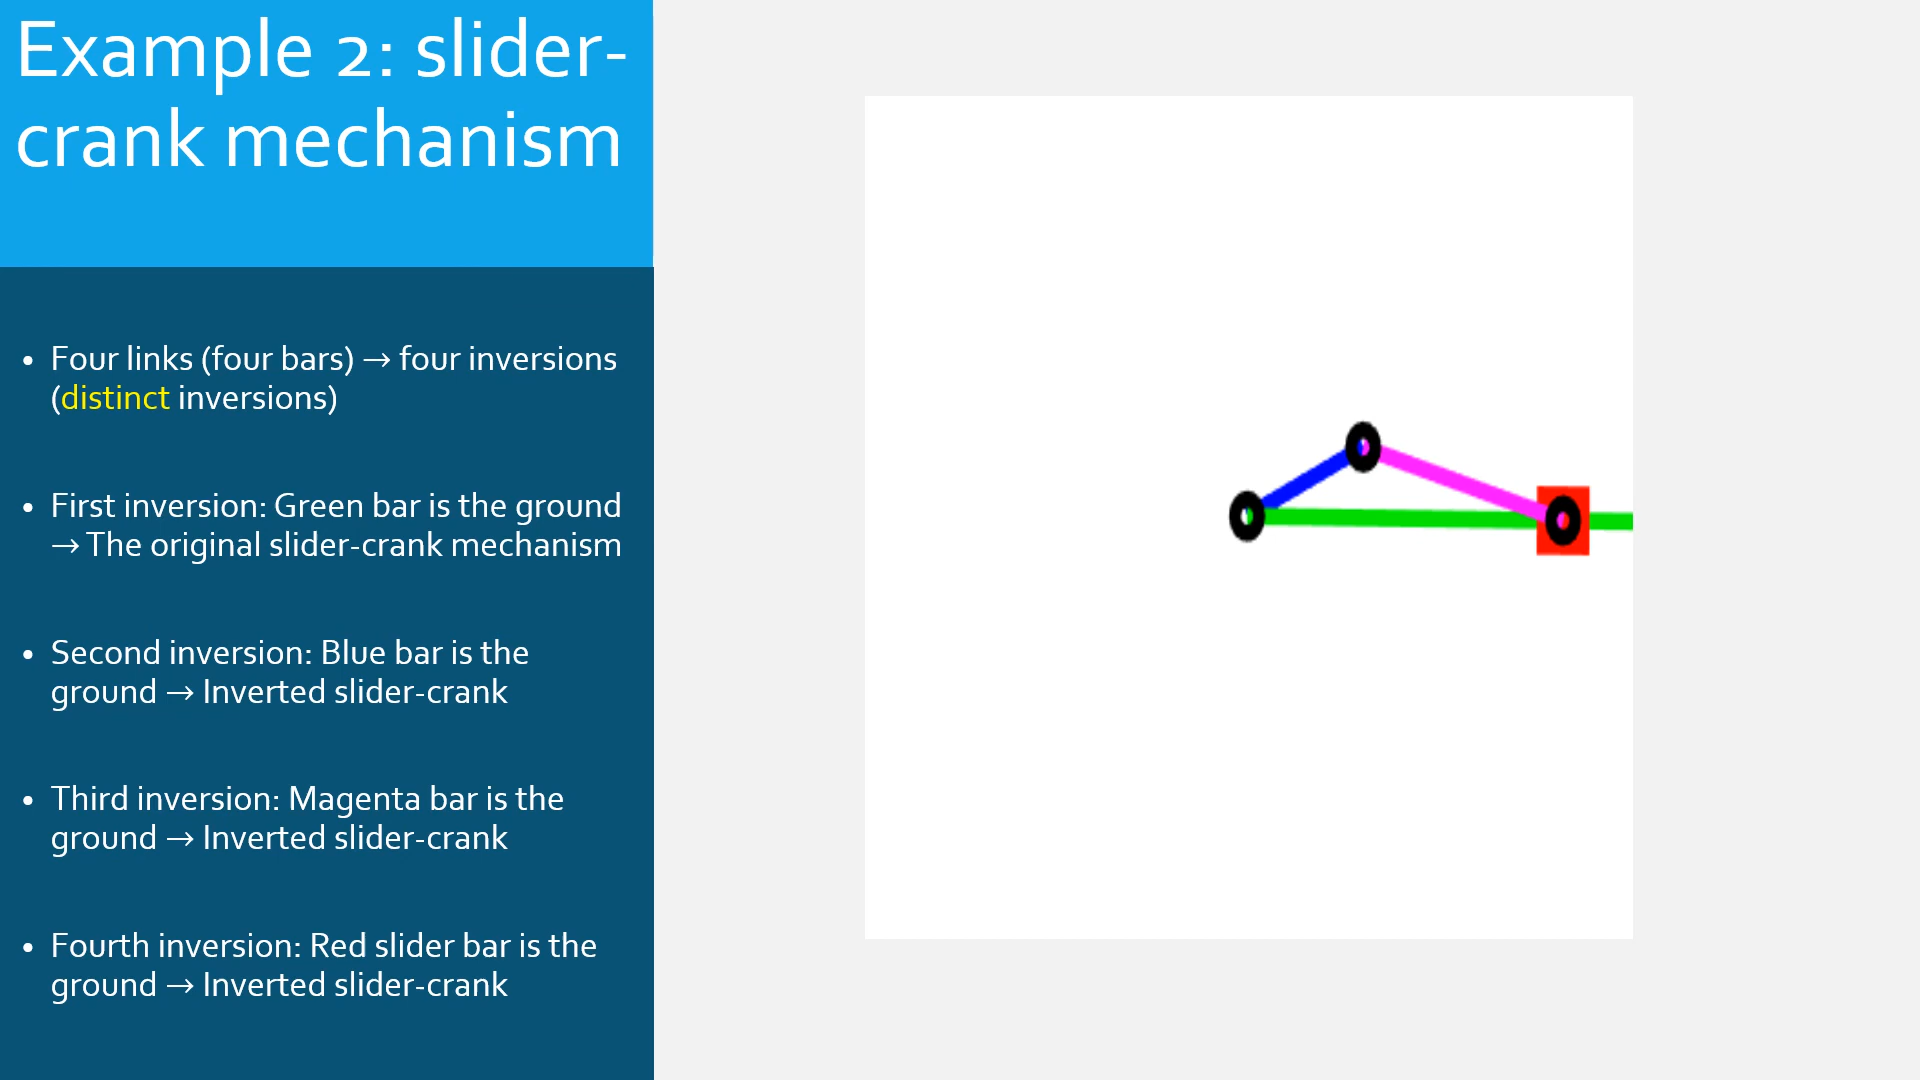 Example 2: slider-
crank mechanism
• Four links (four bars) → four inversions
(distinct inversions)
• First inversion: Green bar is the ground
→ The original slider-crank mechanism
• Second inversion: Blue bar is the
ground → Inverted slider-crank
• Third inversion: Magenta bar is the
ground → Inverted slider-crank
• Fourth inversion: Red slider bar is the
ground → Inverted slider-crank